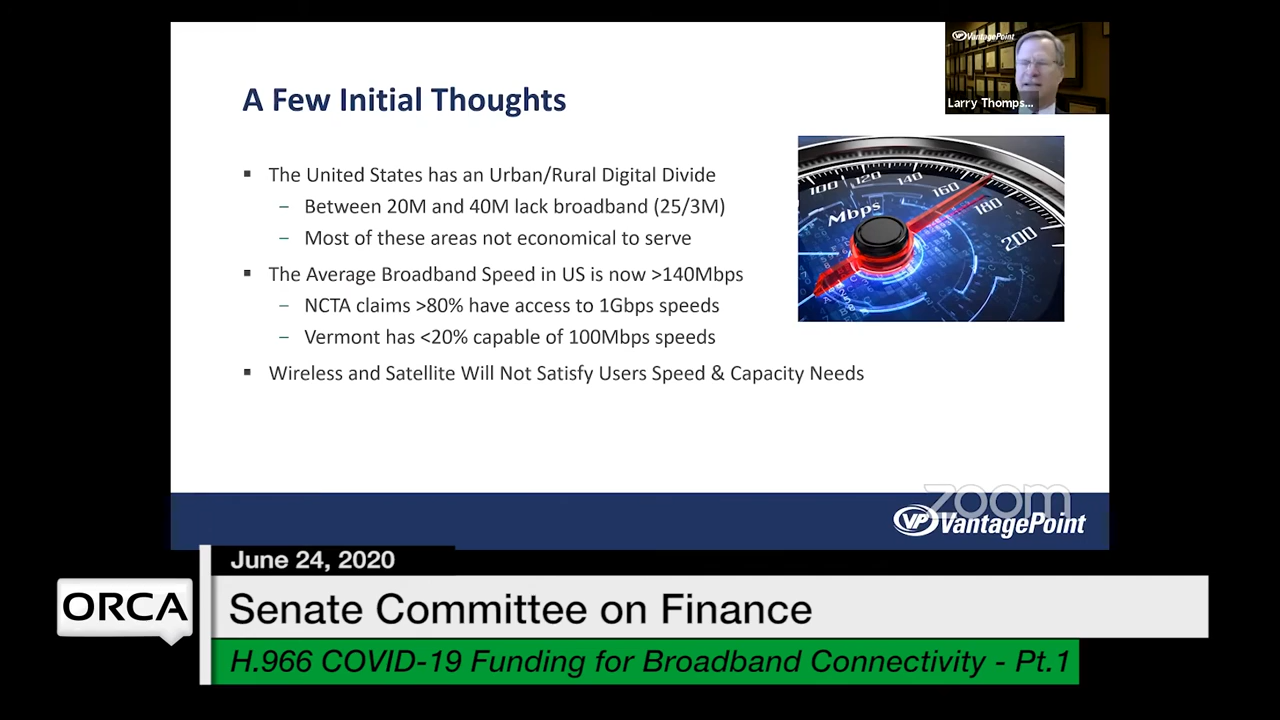 VP VantagePoint
Larry Thomps...
A Few Initial Thoughts
▪ The United States has an Urban/Rural Digital Divide
– Between 20M and 40M lack broadband (25/3M)
– Most of these areas not economical to serve
▪ The Average Broadband Speed in US is now >140Mbps
– NCTA claims >80% have access to 1Gbps speeds
– Vermont has <20% capable of 100Mbps speeds
▪ Wireless and Satellite Will Not Satisfy Users Speed & Capacity Needs
100 120 140 160 180 200
Mbps
zoom
VP VantagePoint
June 24, 2020
ORCA
Senate Committee on Finance
H.966 COVID-19 Funding for Broadband Connectivity - Pt.1